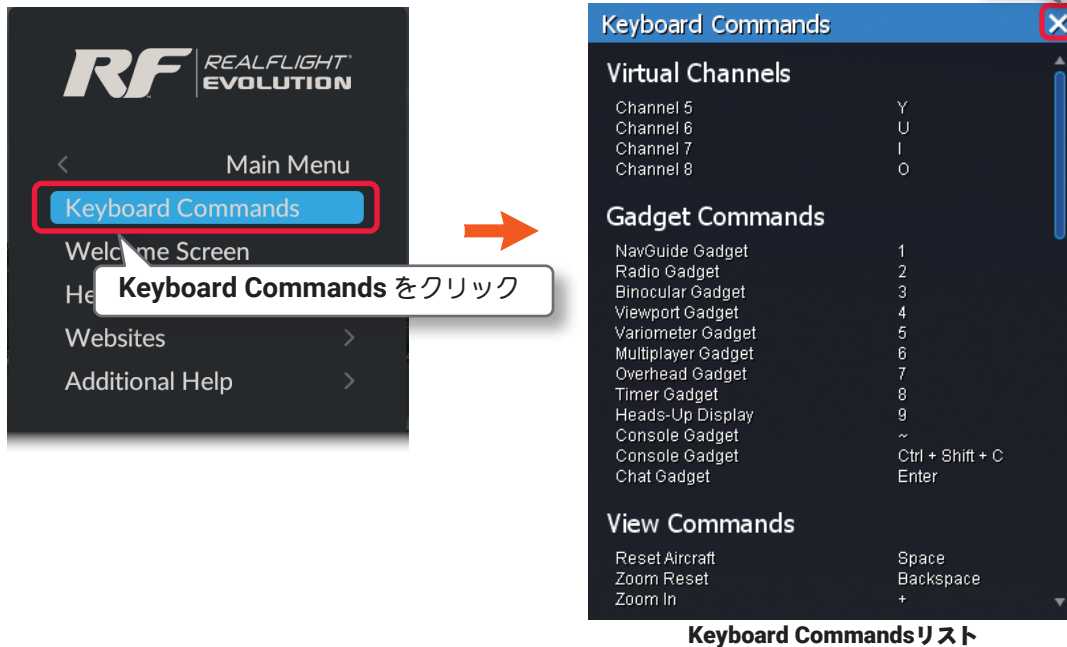 RF REALFLIGHT
EVOLUTION
< Main Menu
Keyboard Commands
Welcome Screen
Keyboard Commands をクリック
Websites >
Additional Help >
Keyboard Commands
Virtual Channels
Channel 5 Y
Channel 6 U
Channel 7 I
Channel 8 O
Gadget Commands
NavGuide Gadget 1
Radio Gadget 2
Binocular Gadget 3
Viewport Gadget 4
Variometer Gadget 5
Multiplayer Gadget 6
Overhead Gadget 7
Timer Gadget 8
Heads-Up Display 9
Console Gadget ~
Console Gadget Ctrl + Shift + C
Chat Gadget Enter
View Commands
Reset Aircraft Space
Zoom Reset Backspace
Zoom In +
Keyboard Commandsリスト